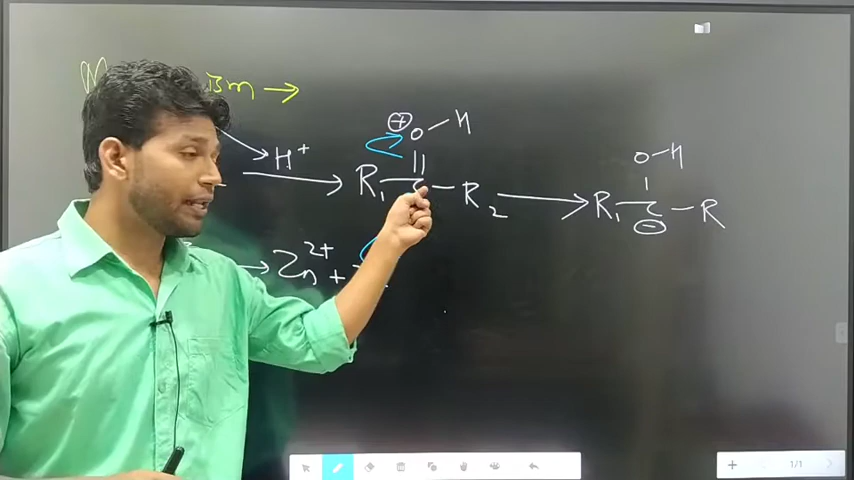 Bm →
⊕ O – H
H⁺ → R₁ – C – R₂ → R₁ – C – R
O – H
⊖
→ Zn²⁺ +
1/1